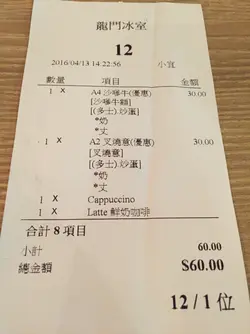 龍門冰室
12
2016/04/13 14:22:56 小宜
數量 項目 金額
1 X A4 沙嗲牛(優惠) 30.00
[沙嗲牛麵]
[(多士).炒蛋]
*奶
*丈
1 X A2 叉燒意(優惠) 30.00
[叉燒意]
[(多士).炒蛋]
*奶
*丈
1 X Cappuccino
1 X Latte 鮮奶咖啡
合計 8 項目
小計 60.00
總金額 $60.00
12 / 1 位